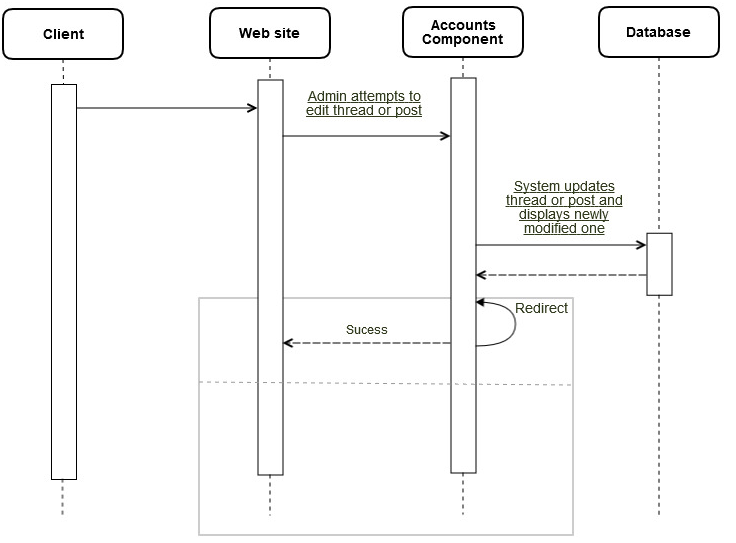 Client
Web site
Accounts
Component
Database
Admin attempts to
edit thread or post
System updates
thread or post and
displays newly
modified one
Redirect
Sucess